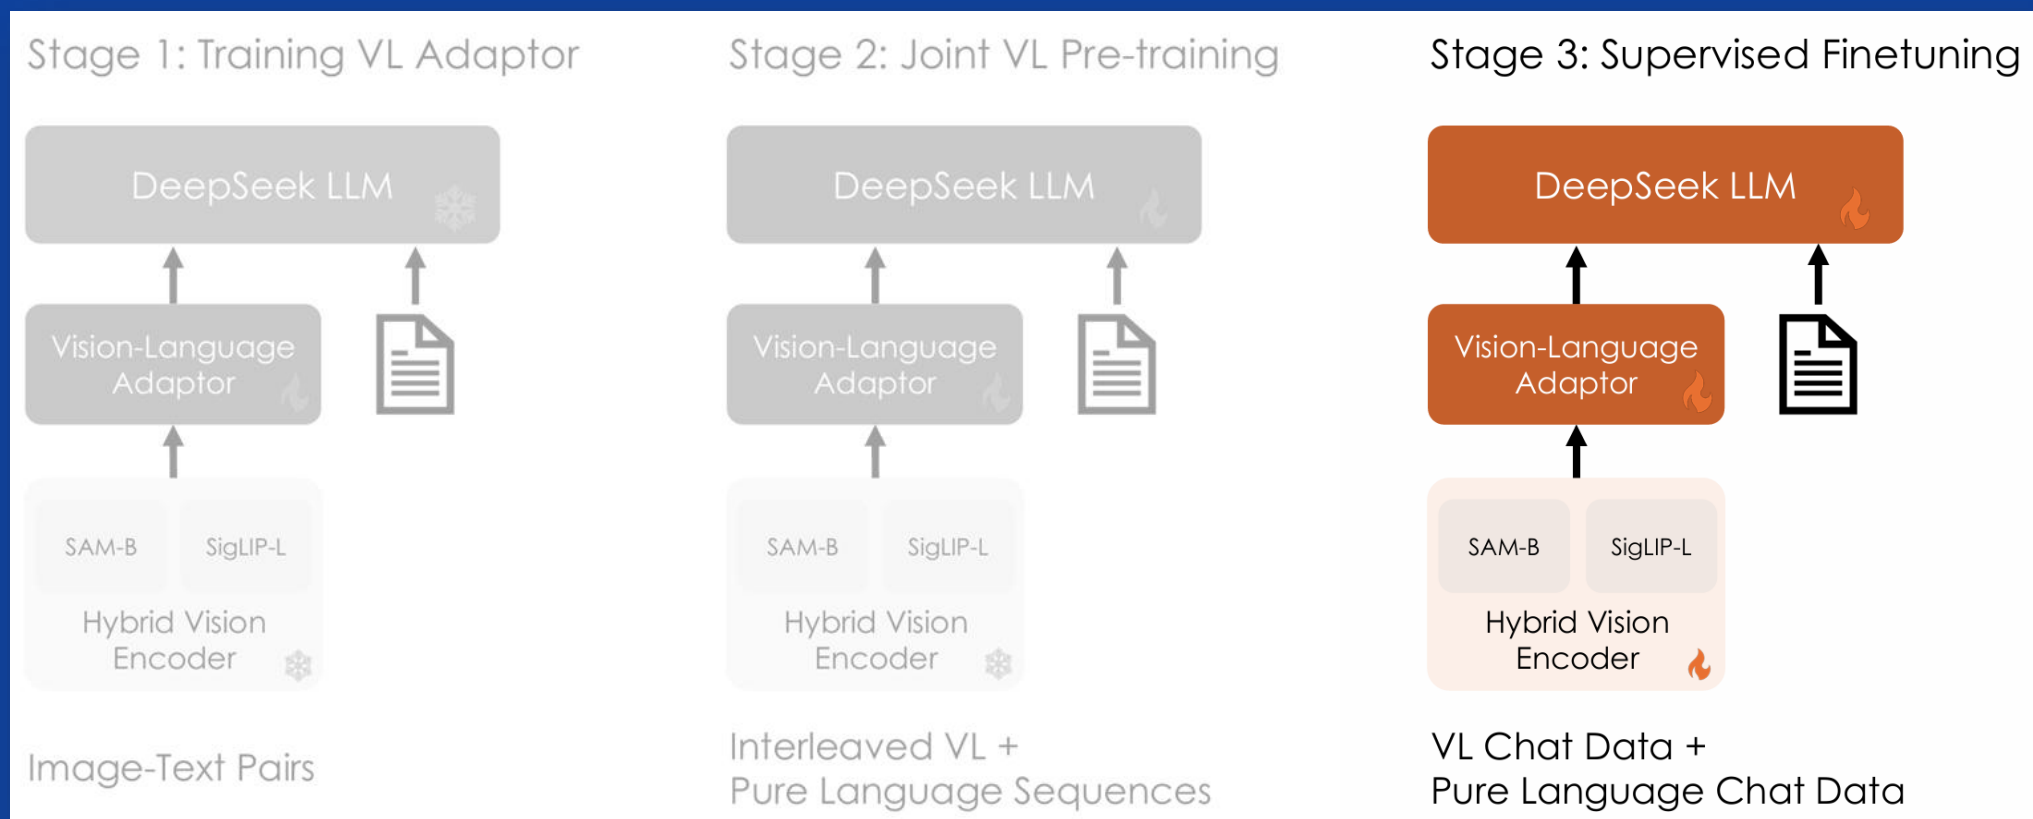 Stage 1: Training VL Adaptor
DeepSeek LLM
Vision-Language
Adaptor
SAM-B
SigLIP-L
Hybrid Vision
Encoder
Image-Text Pairs
Stage 2: Joint VL Pre-training
DeepSeek LLM
Vision-Language
Adaptor
SAM-B
SigLIP-L
Hybrid Vision
Encoder
Interleaved VL +
Pure Language Sequences
Stage 3: Supervised Finetuning
DeepSeek LLM
Vision-Language
Adaptor
SAM-B
SigLIP-L
Hybrid Vision
Encoder
VL Chat Data +
Pure Language Chat Data